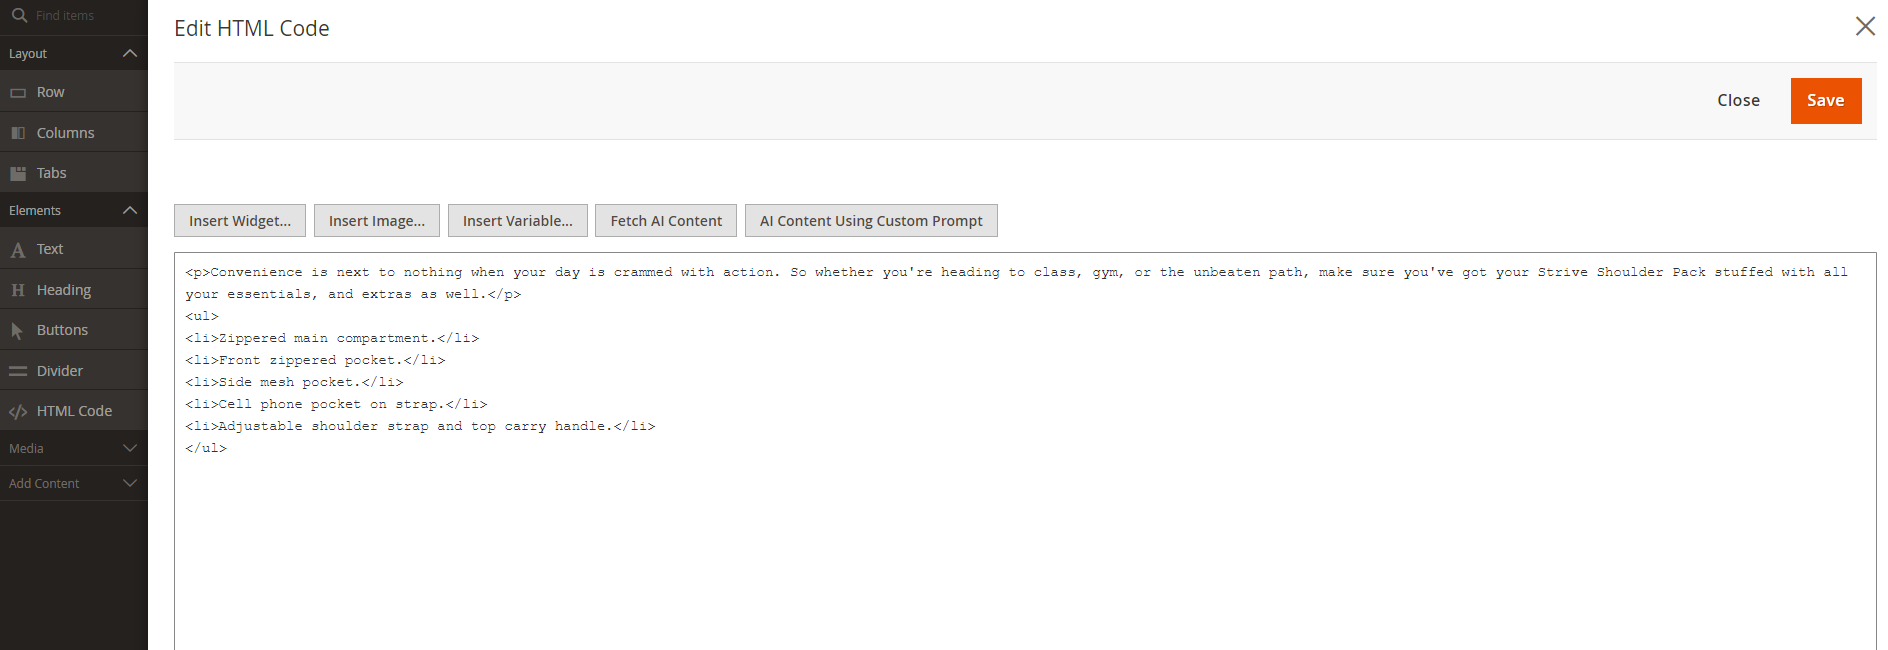 Find items
Edit HTML Code
Layout
Row
Close
Save
Columns
Tabs
Elements
Insert Widget...
Insert Image...
Insert Variable...
Fetch AI Content
AI Content Using Custom Prompt
Text
Heading
Buttons
Divider
HTML Code
Media
Add Content
<p>Convenience is next to nothing when your day is crammed with action. So whether you're heading to class, gym, or the unbeaten path, make sure you've got your Strive Shoulder Pack stuffed with all
your essentials, and extras as well.</p>
<ul>
<li>Zippered main compartment.</li>
<li>Front zippered pocket.</li>
<li>Side mesh pocket.</li>
<li>Cell phone pocket on strap.</li>
<li>Adjustable shoulder strap and top carry handle.</li>
</ul>